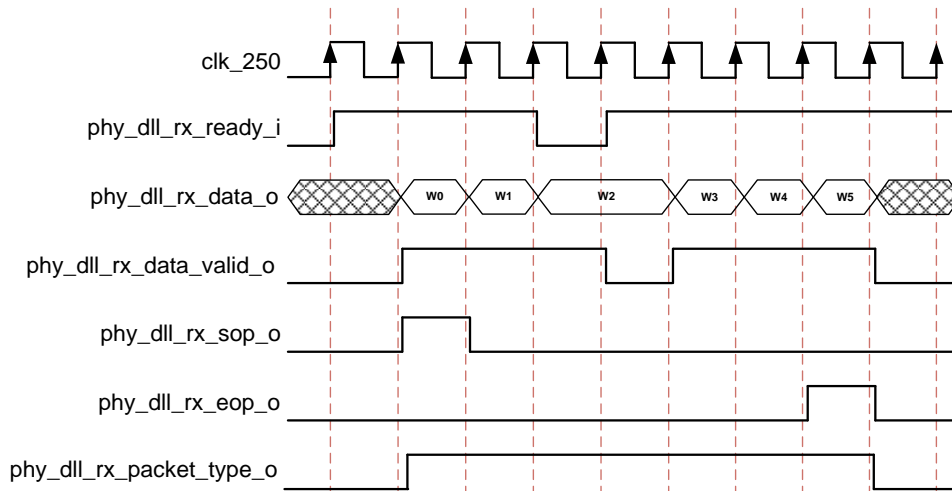 clk_250
phy_dll_rx_ready_i
phy_dll_rx_data_o W0 W1 W2 W3 W4 W5
phy_dll_rx_data_valid_o
phy_dll_rx_sop_o
phy_dll_rx_eop_o
phy_dll_rx_packet_type_o